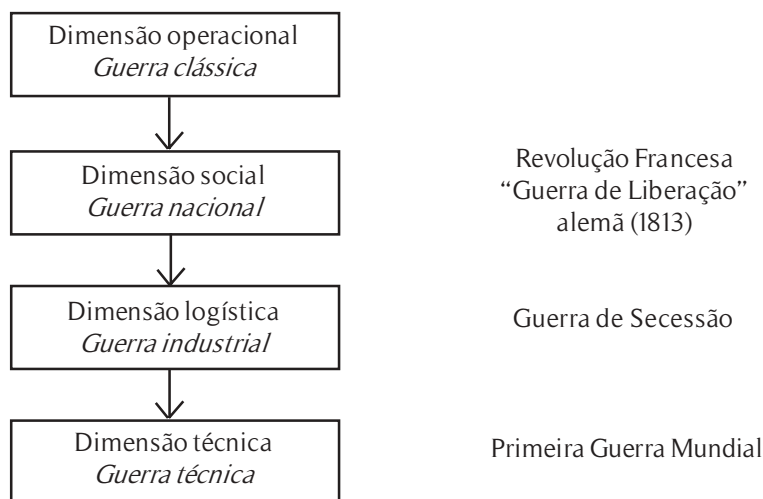 Dimensão operacional
Guerra clássica
Dimensão social
Guerra nacional
Revolução Francesa
“Guerra de Liberação”
alemã (1813)
Dimensão logística
Guerra industrial
Guerra de Secessão
Dimensão técnica
Guerra técnica
Primeira Guerra Mundial